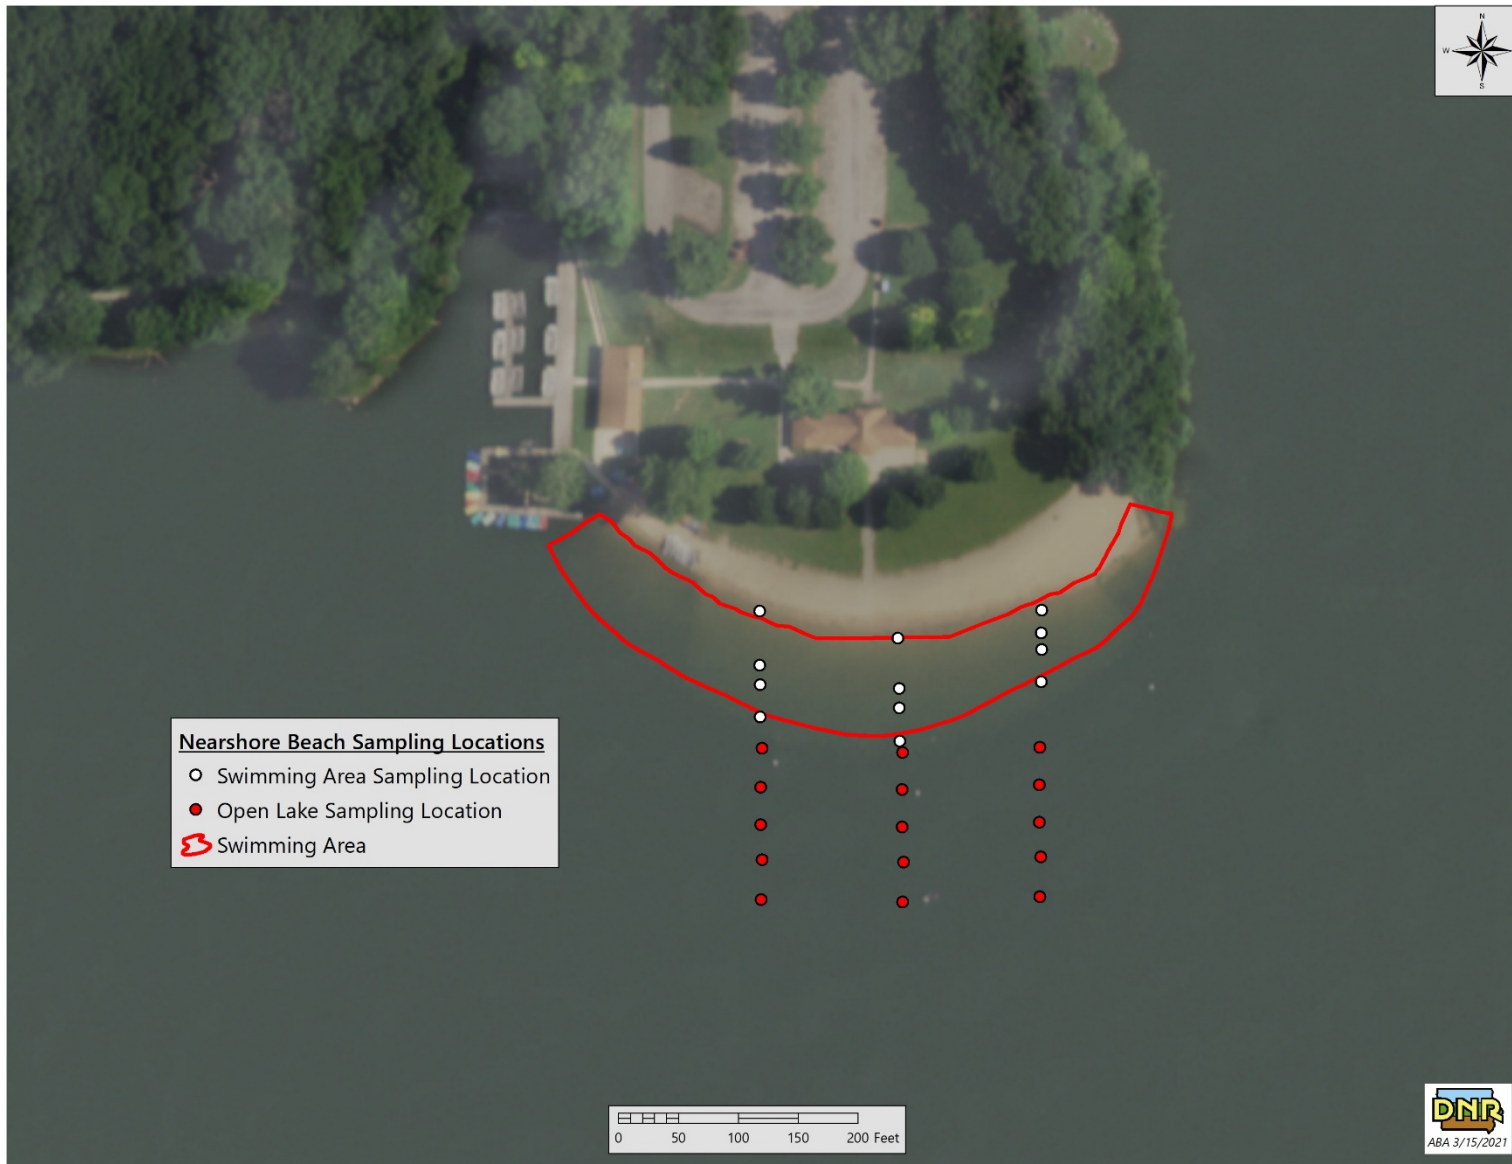 N
W
S
Nearshore Beach Sampling Locations
Swimming Area Sampling Location
Open Lake Sampling Location
Swimming Area
0 50 100 150 200 Feet
DNR
ABA 3/15/2021